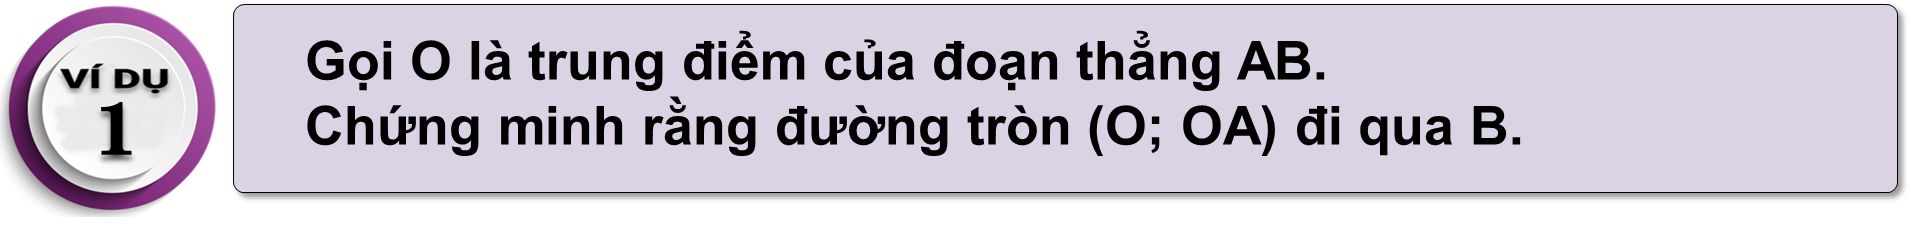 VÍ DỤ
1
Gọi O là trung điểm của đoạn thẳng AB.
Chứng minh rằng đường tròn (O; OA) đi qua B.